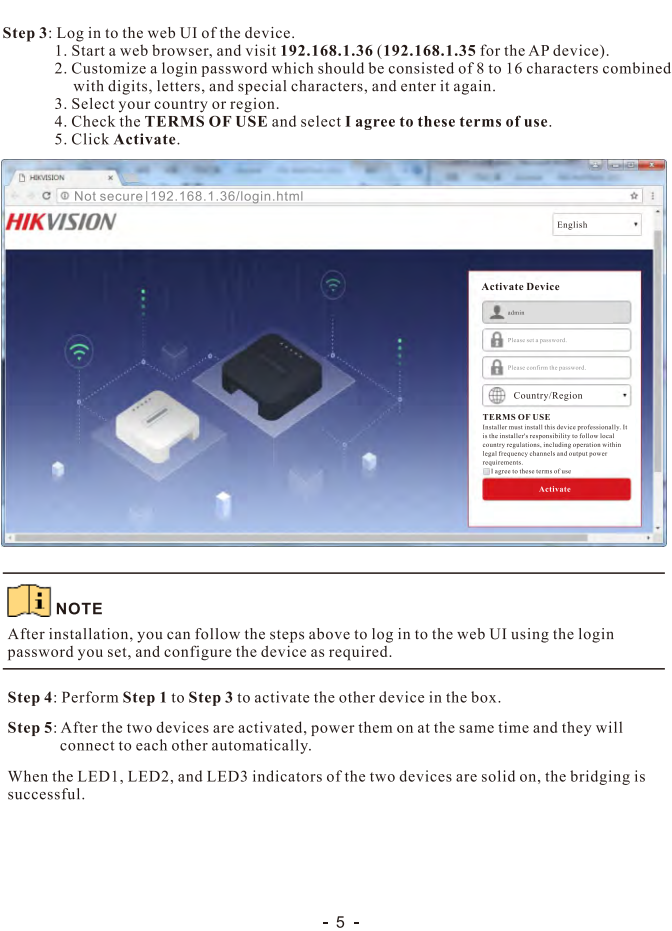 Step 3: Log in to the web UI of the device.
1. Start a web browser, and visit 192.168.1.36 (192.168.1.35 for the AP device).
2. Customize a login password which should be consisted of 8 to 16 characters combined
with digits, letters, and special characters, and enter it again.
3. Select your country or region.
4. Check the TERMS OF USE and select I agree to these terms of use.
5. Click Activate.
HIKVISION
Not secure|192.168.1.36/login.html
HIKVISION
English
Activate Device
admin
Please set a password.
Please confirm the password.
Country/Region
TERMS OF USE
Installer must install this device professionally. It
is the installer's responsibility to follow local
country regulations, including operation within
legal frequency channels and output power
requirements.
I agree to these terms of use
Activate
NOTE
After installation, you can follow the steps above to log in to the web UI using the login
password you set, and configure the device as required.
Step 4: Perform Step 1 to Step 3 to activate the other device in the box.
Step 5: After the two devices are activated, power them on at the same time and they will
connect to each other automatically.
When the LED1, LED2, and LED3 indicators of the two devices are solid on, the bridging is
successful.
- 5 -